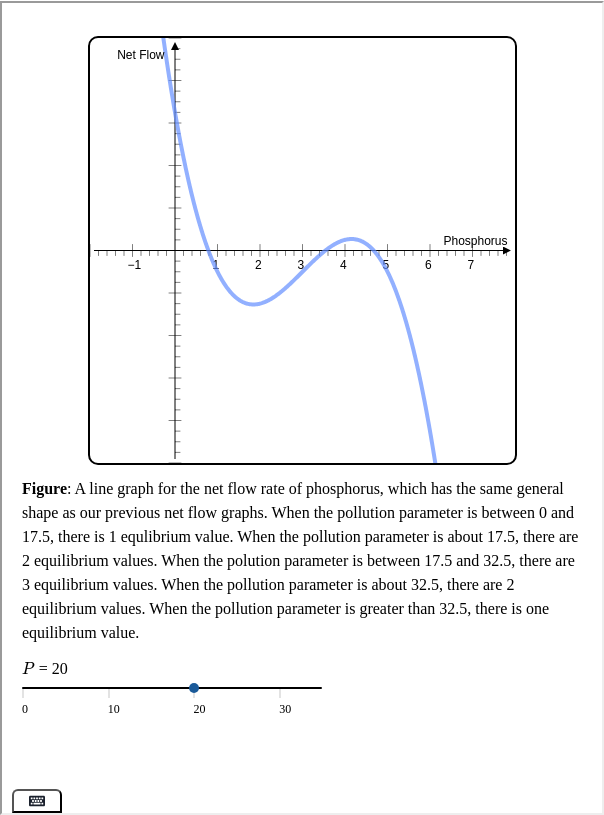 Net Flow
Phosphorus
−1 1 2 3 4 5 6 7
Figure: A line graph for the net flow rate of phosphorus, which has the same general
shape as our previous net flow graphs. When the pollution parameter is between 0 and
17.5, there is 1 equlibrium value. When the pollution parameter is about 17.5, there are
2 equilibrium values. When the polution parameter is between 17.5 and 32.5, there are
3 equilibrium values. When the pollution parameter is about 32.5, there are 2
equilibrium values. When the pollution parameter is greater than 32.5, there is one
equilibrium value.
P = 20
0 10 20 30